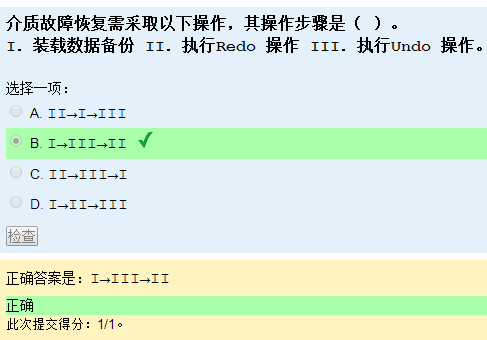 介质故障恢复需采取以下操作，其操作步骤是（ ）。
I. 装载数据备份 II. 执行Redo 操作 III. 执行Undo 操作。
选择一项：
A. II→I→III
B. I→III→II ✓
C. II→III→I
D. I→II→III
检查
正确答案是：I→III→II
正确
此次提交得分：1/1。